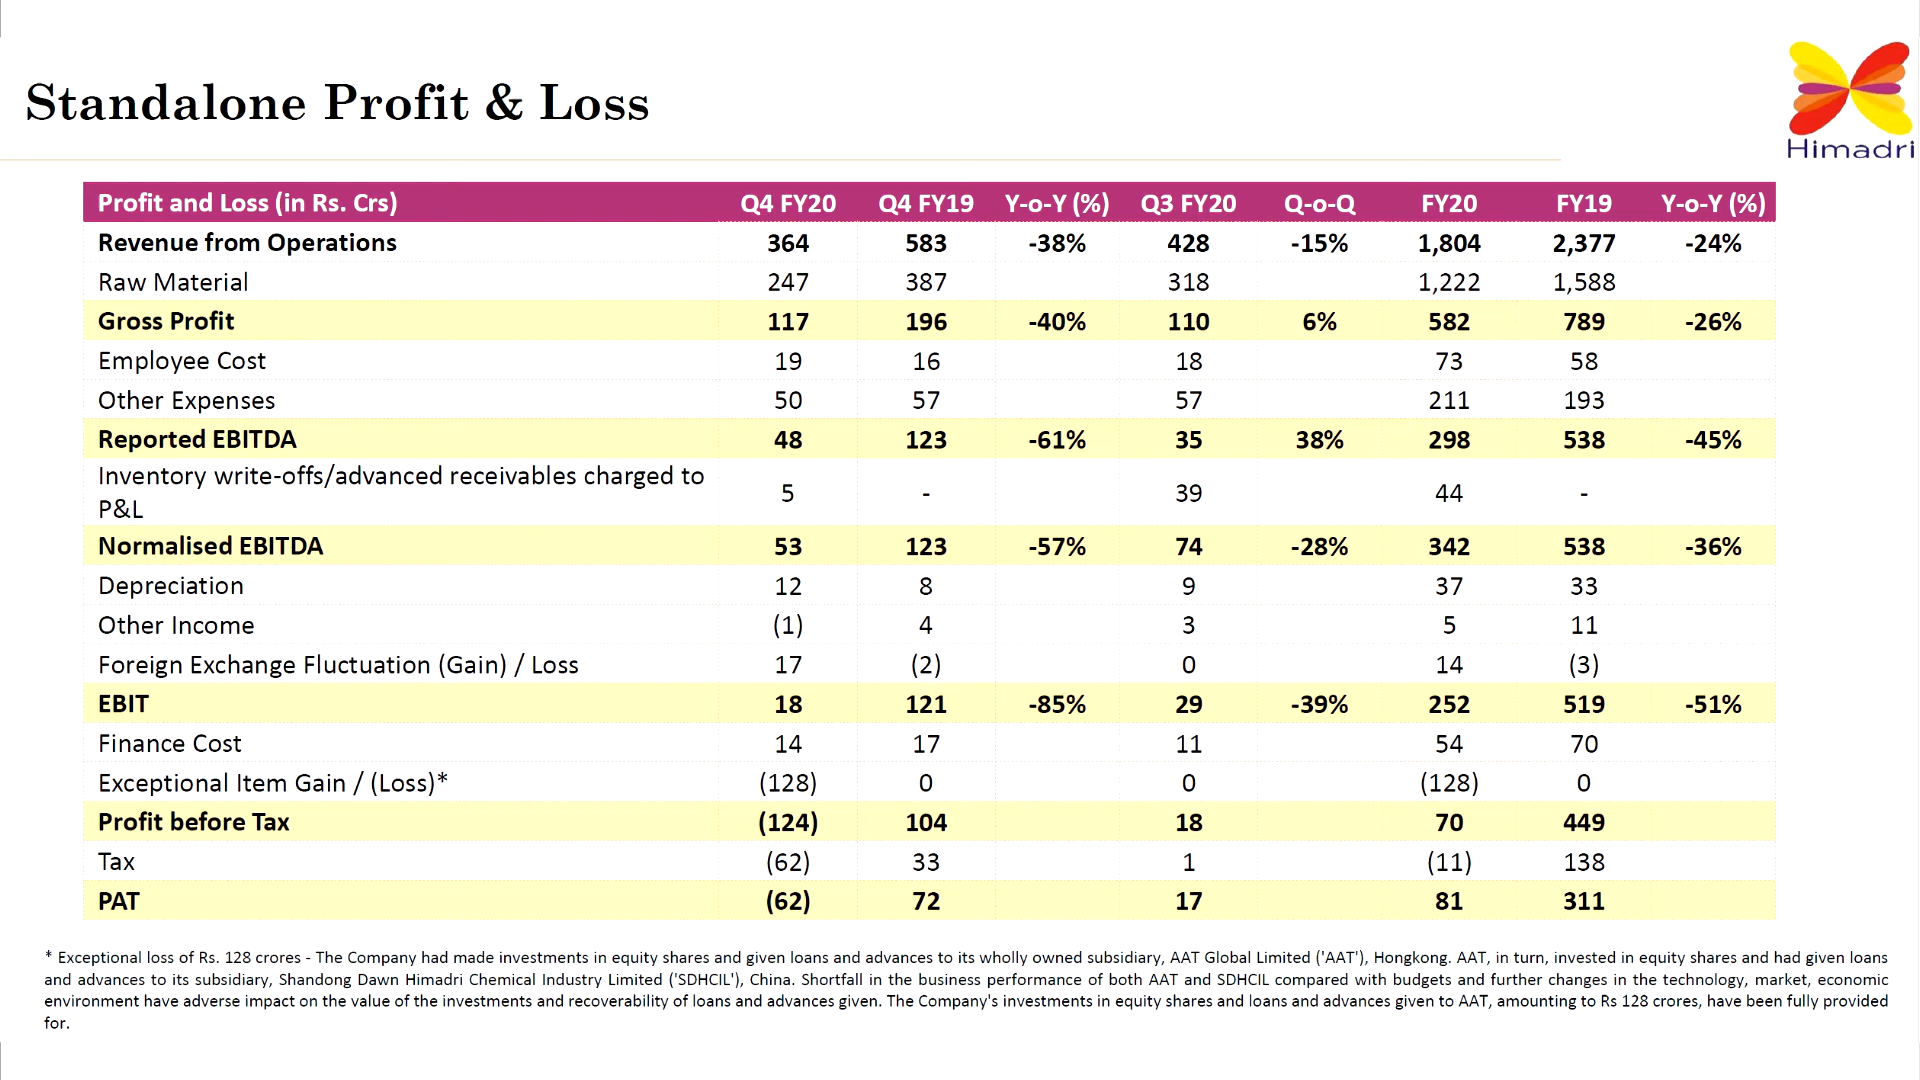 Standalone Profit & Loss
Himadri
Profit and Loss (in Rs. Crs) Q4 FY20 Q4 FY19 Y-o-Y (%) Q3 FY20 Q-o-Q FY20 FY19 Y-o-Y (%)
Revenue from Operations 364 583 -38% 428 -15% 1,804 2,377 -24%
Raw Material 247 387 318 1,222 1,588
Gross Profit 117 196 -40% 110 6% 582 789 -26%
Employee Cost 19 16 18 73 58
Other Expenses 50 57 57 211 193
Reported EBITDA 48 123 -61% 35 38% 298 538 -45%
Inventory write-offs/advanced receivables charged to
P&L 5 - 39 44 -
Normalised EBITDA 53 123 -57% 74 -28% 342 538 -36%
Depreciation 12 8 9 37 33
Other Income (1) 4 3 5 11
Foreign Exchange Fluctuation (Gain) / Loss 17 (2) 0 14 (3)
EBIT 18 121 -85% 29 -39% 252 519 -51%
Finance Cost 14 17 11 54 70
Exceptional Item Gain / (Loss)* (128) 0 0 (128) 0
Profit before Tax (124) 104 18 70 449
Tax (62) 33 1 (11) 138
PAT (62) 72 17 81 311
* Exceptional loss of Rs. 128 crores - The Company had made investments in equity shares and given loans and advances to its wholly owned subsidiary, AAT Global Limited ('AAT'), Hongkong. AAT, in turn, invested in equity shares and had given loans
and advances to its subsidiary, Shandong Dawn Himadri Chemical Industry Limited ('SDHCIL'), China. Shortfall in the business performance of both AAT and SDHCIL compared with budgets and further changes in the technology, market, economic
environment have adverse impact on the value of the investments and recoverability of loans and advances given. The Company's investments in equity shares and loans and advances given to AAT, amounting to Rs 128 crores, have been fully provided
for.